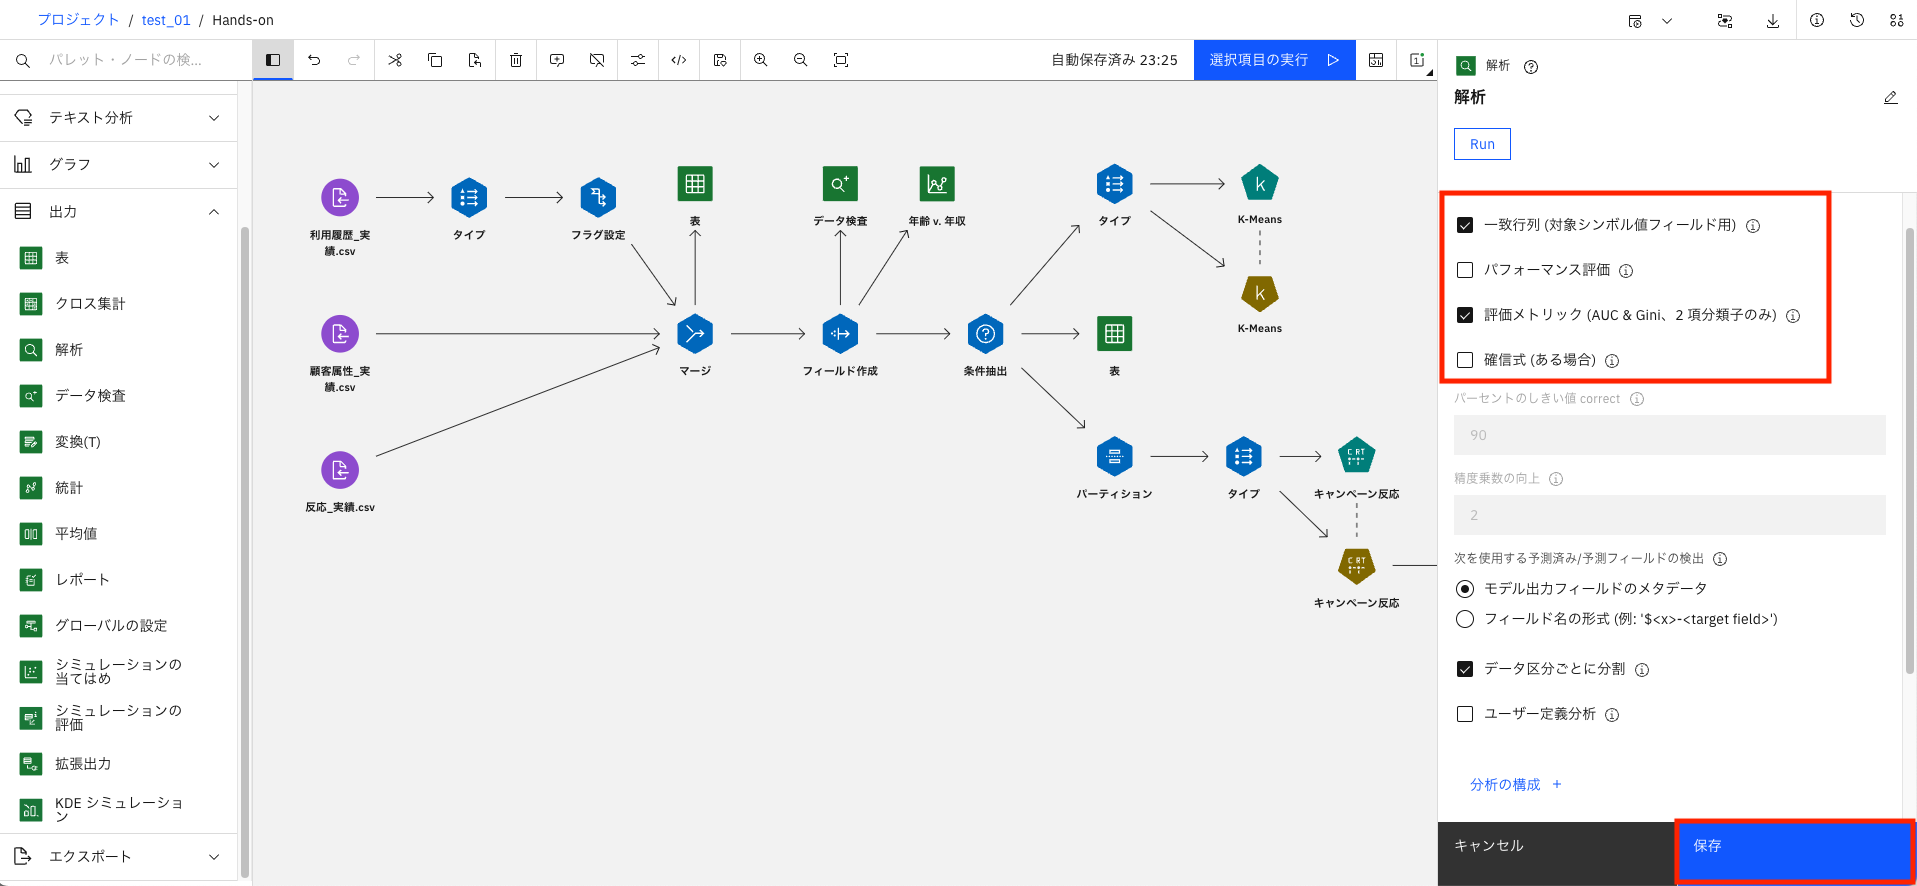 プロジェクト / test_01 / Hands-on
パレット・ノードの検...
自動保存済み 23:25
選択項目の実行
テキスト分析
グラフ
出力
表
クロス集計
解析
データ検査
変換(T)
統計
平均値
レポート
グローバルの設定
シミュレーションの
当てはめ
シミュレーションの
評価
拡張出力
KDE シミュレーショ
ン
エクスポート
利用履歴_実
績.csv
タイプ
フラグ設定
表
データ検査
年齢 v. 年収
タイプ
K-Means
K-Means
顧客属性_実
績.csv
マージ
フィールド作成
条件抽出
表
反応_実績.csv
パーティション
タイプ
CRT
キャンペーン反応
CRT
キャンペーン反応
解析
解析
Run
一致行列 (対象シンボル値フィールド用)
パフォーマンス評価
評価メトリック (AUC & Gini、2 項分類子のみ)
確信式 (ある場合)
パーセントのしきい値 correct
90
精度乗数の向上
2
次を使用する予測済み/予測フィールドの検出
モデル出力フィールドのメタデータ
フィールド名の形式 (例: '$<x>-<target field>')
データ区分ごとに分割
ユーザー定義分析
分析の構成 +
キャンセル
保存